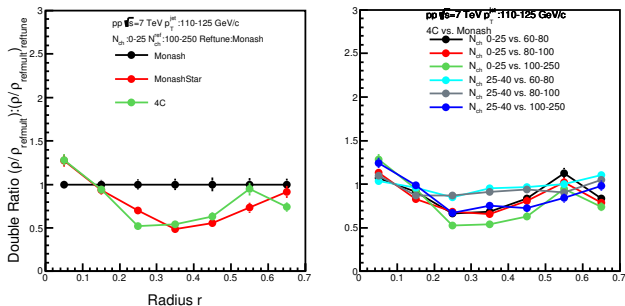 pp √s=7 TeV p_T^jet:110-125 GeV/c
N_ch:0-25 N_ch^ref:100-250 Reftune:Monash
Monash
MonashStar
4C
Double Ratio (ρ/ρ_refmult):(ρ/ρ_refmult)_reftune
3
2.5
2
1.5
1
0.5
0
0 0.1 0.2 0.3 0.4 0.5 0.6 0.7
Radius r
pp √s=7 TeV p_T^jet:110-125 GeV/c
4C vs. Monash
N_ch 0-25 vs. 60-80
N_ch 0-25 vs. 80-100
N_ch 0-25 vs. 100-250
N_ch 25-40 vs. 60-80
N_ch 25-40 vs. 80-100
N_ch 25-40 vs. 100-250
3
2.5
2
1.5
1
0.5
0
0 0.1 0.2 0.3 0.4 0.5 0.6 0.7